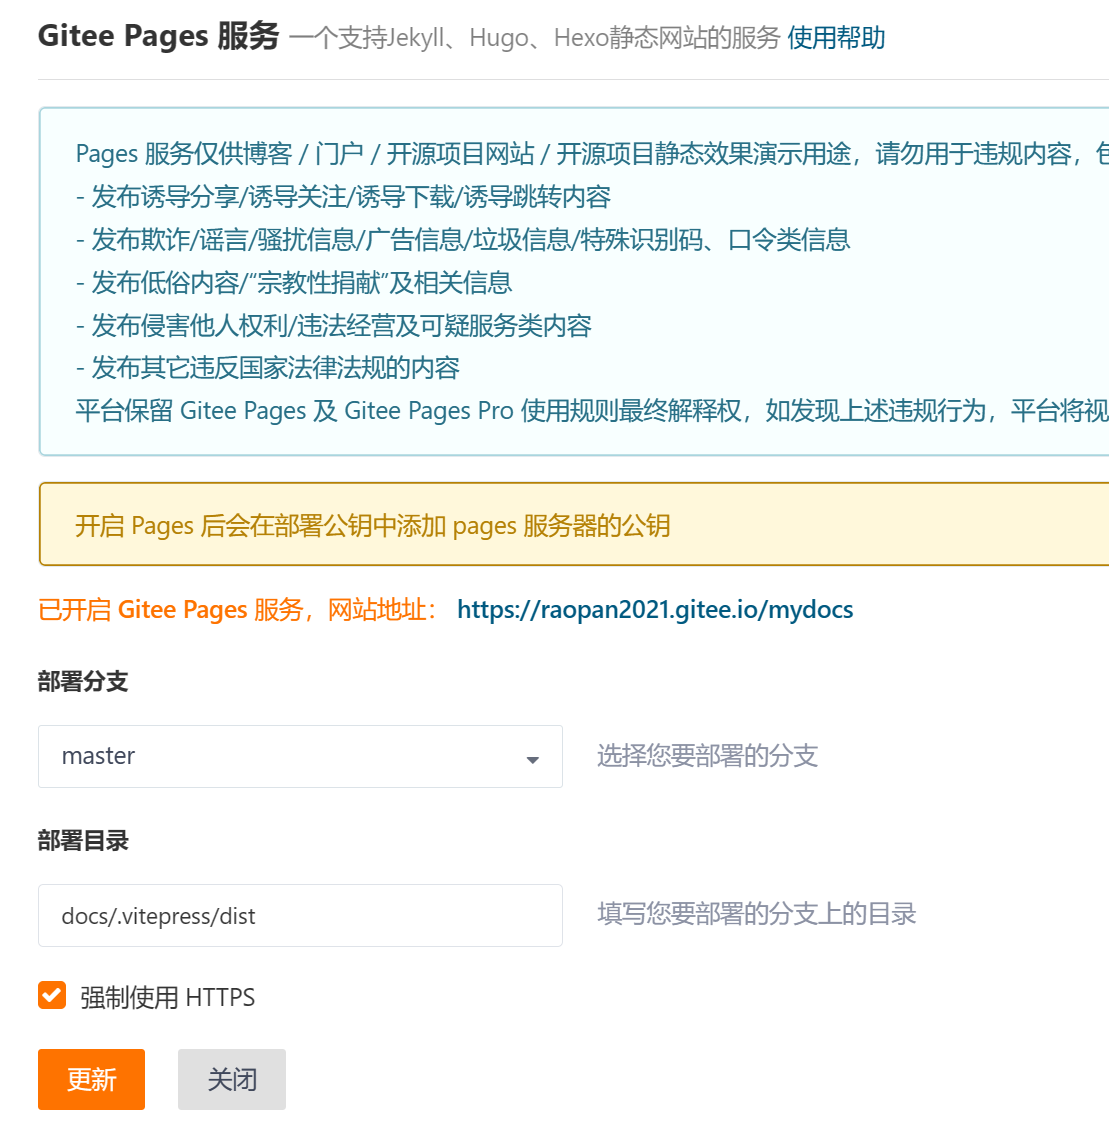 Gitee Pages 服务 一个支持Jekyll、Hugo、Hexo静态网站的服务 使用帮助
Pages 服务仅供博客 / 门户 / 开源项目网站 / 开源项目静态效果演示用途，请勿用于违规内容，包
- 发布诱导分享/诱导关注/诱导下载/诱导跳转内容
- 发布欺诈/谣言/骚扰信息/广告信息/垃圾信息/特殊识别码、口令类信息
- 发布低俗内容/“宗教性捐献”及相关信息
- 发布侵害他人权利/违法经营及可疑服务类内容
- 发布其它违反国家法律法规的内容
平台保留 Gitee Pages 及 Gitee Pages Pro 使用规则最终解释权，如发现上述违规行为，平台将视
开启 Pages 后会在部署公钥中添加 pages 服务器的公钥
已开启 Gitee Pages 服务，网站地址： https://raopan2021.gitee.io/mydocs
部署分支
master 选择您要部署的分支
部署目录
docs/.vitepress/dist 填写您要部署的分支上的目录
强制使用 HTTPS
更新 关闭